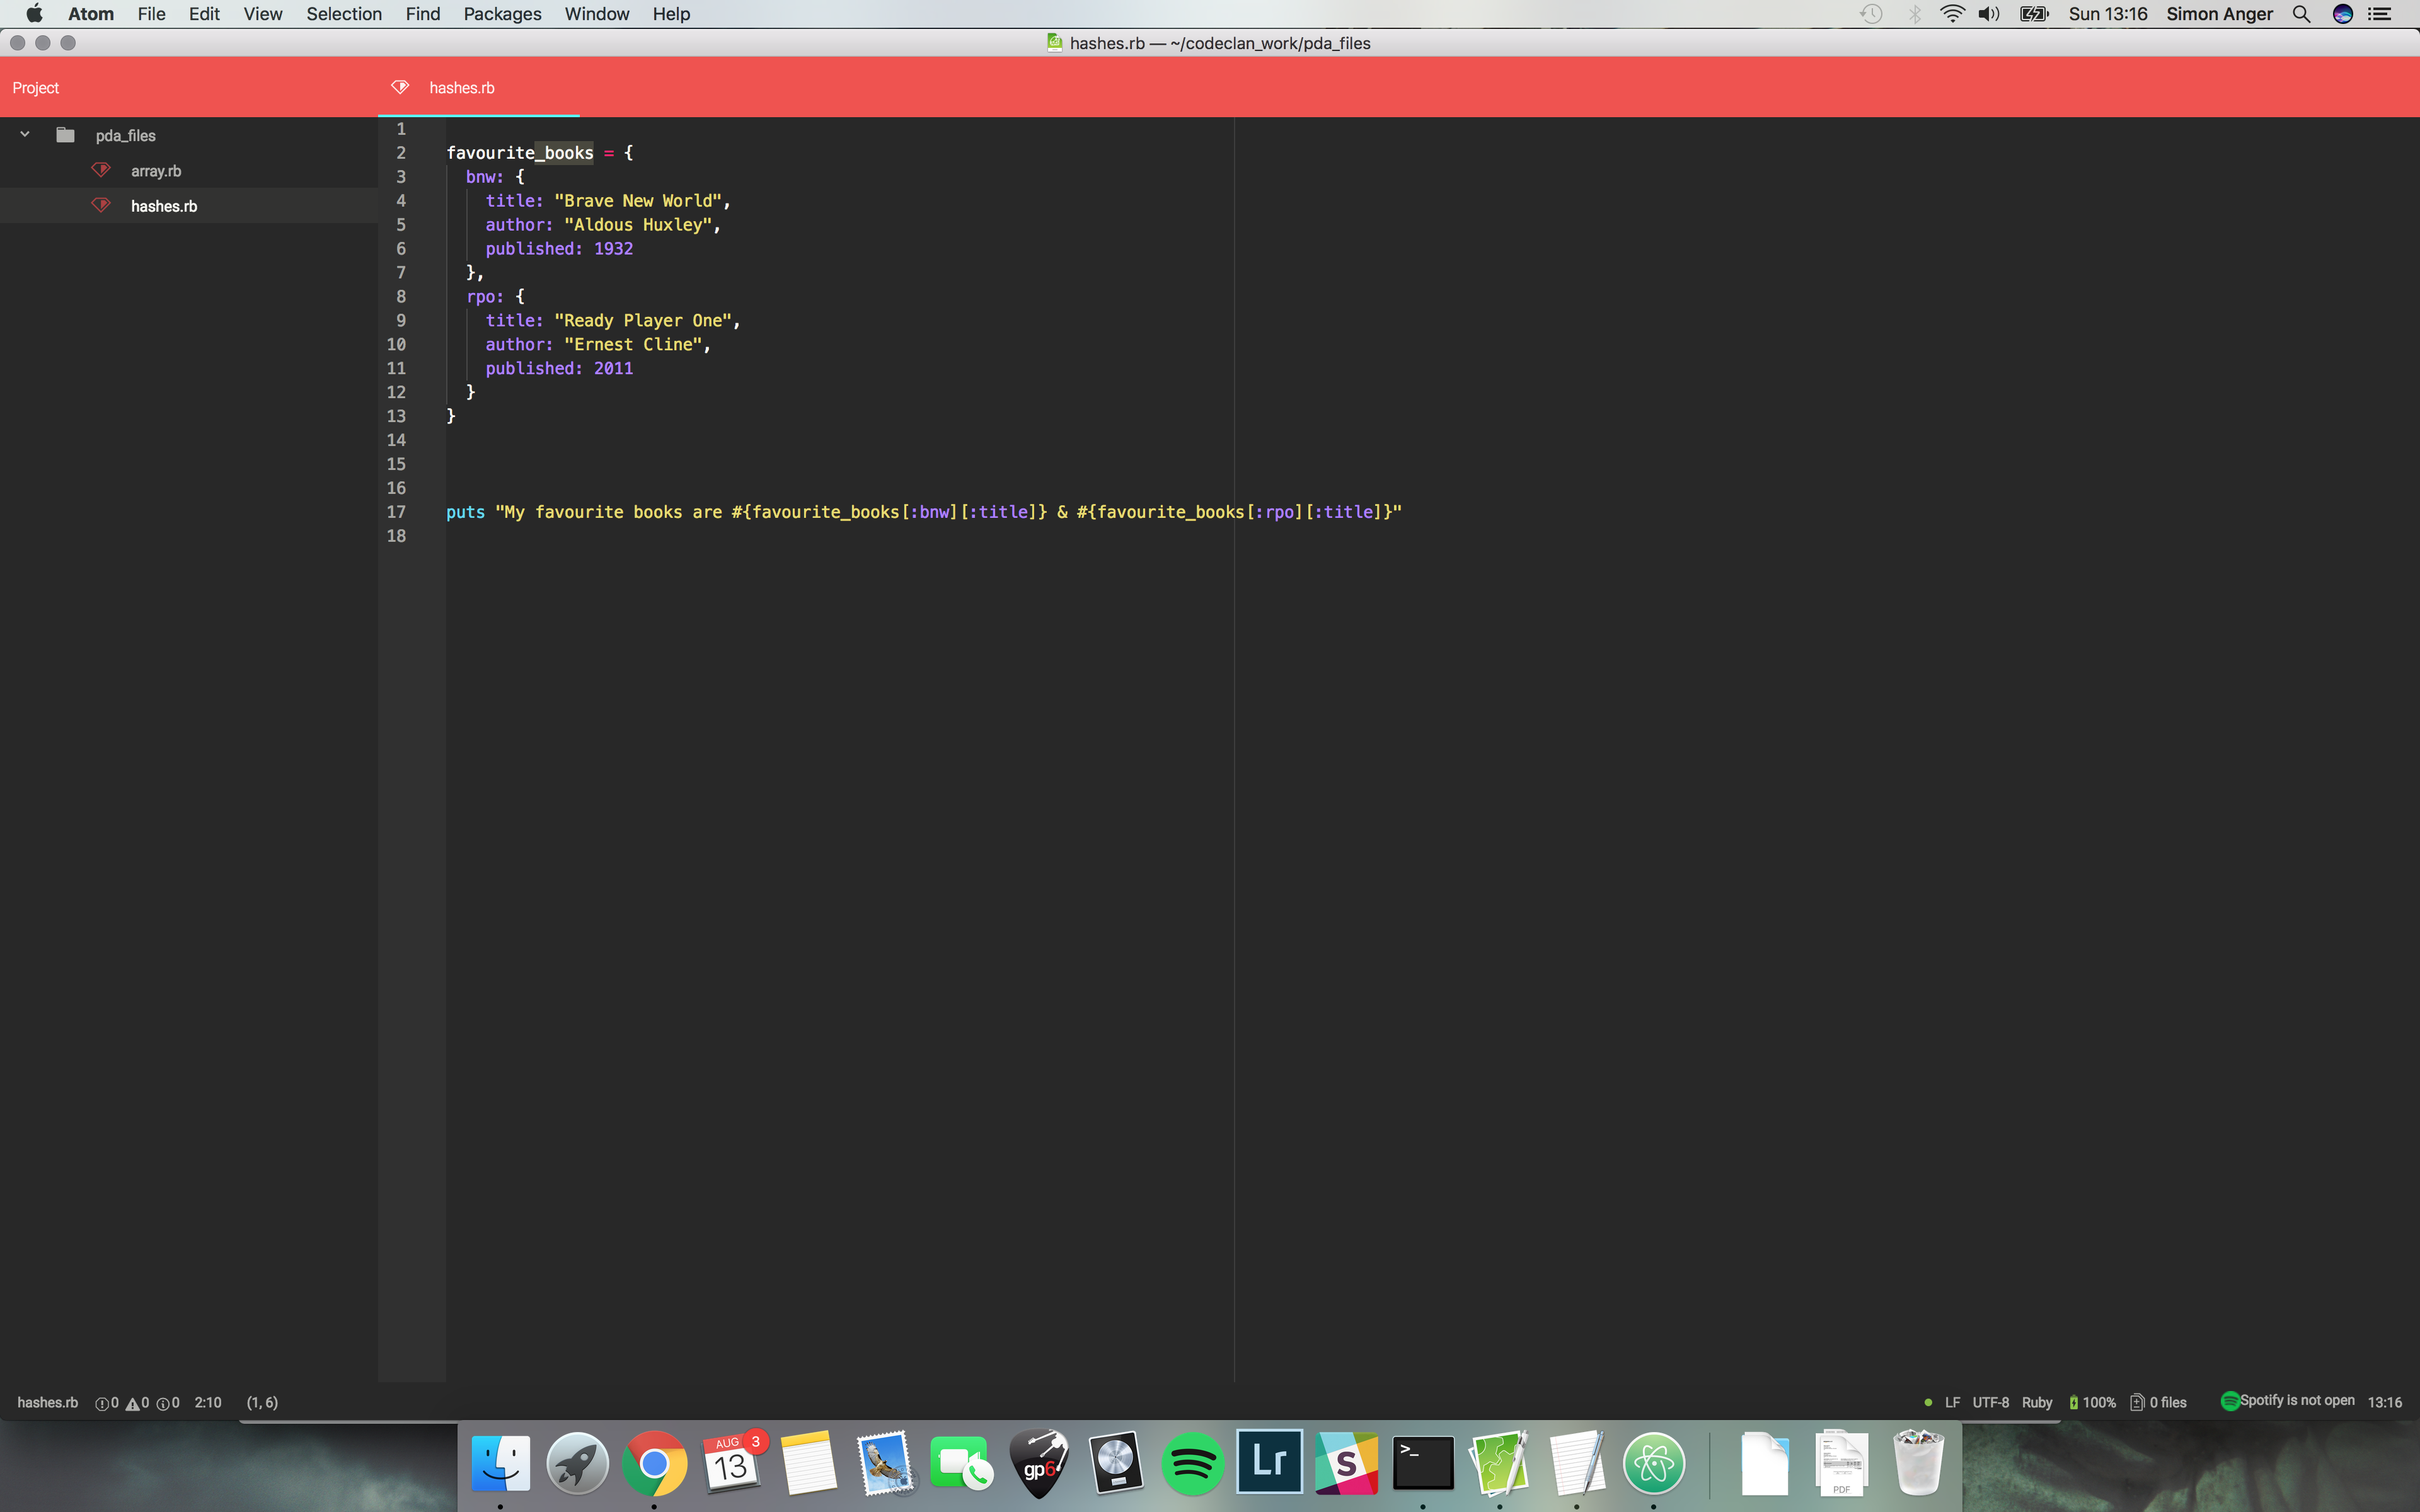 Atom File Edit View Selection Find Packages Window Help Sun 13:16 Simon Anger
hashes.rb — ~/codeclan_work/pda_files
Project hashes.rb
pda_files
array.rb
hashes.rb
1
2 favourite_books = {
3 bnw: {
4 title: "Brave New World",
5 author: "Aldous Huxley",
6 published: 1932
7 },
8 rpo: {
9 title: "Ready Player One",
10 author: "Ernest Cline",
11 published: 2011
12 }
13 }
14
15
16
17 puts "My favourite books are #{favourite_books[:bnw][:title]} & #{favourite_books[:rpo][:title]}"
18
hashes.rb 0 0 0 2:10 (1, 6) LF UTF-8 Ruby 100% 0 files Spotify is not open 13:16
AUG 3
13
gp6
Lr
S
>_
PDF